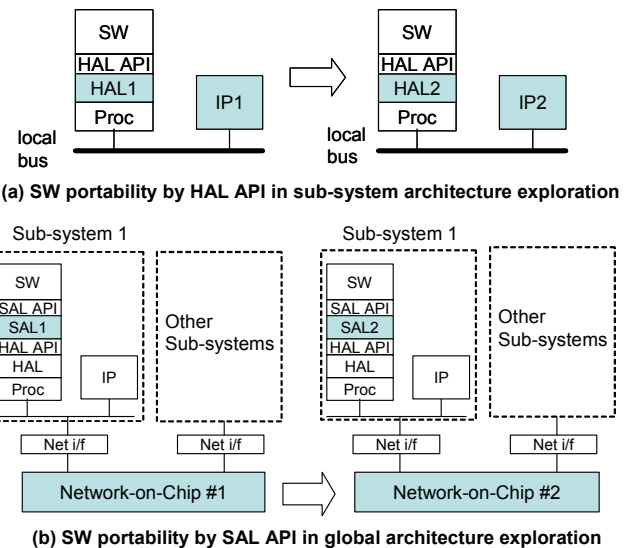 SW
HAL API
HAL1
Proc
IP1
local
bus
SW
HAL API
HAL2
Proc
IP2
local
bus
(a) SW portability by HAL API in sub-system architecture exploration
Sub-system 1
SW
SAL API
SAL1
HAL API
HAL
Proc
IP
Other
Sub-systems
Net i/f
Net i/f
Network-on-Chip #1
Sub-system 1
SW
SAL API
SAL2
HAL API
HAL
Proc
IP
Other
Sub-systems
Net i/f
Net i/f
Network-on-Chip #2
(b) SW portability by SAL API in global architecture exploration